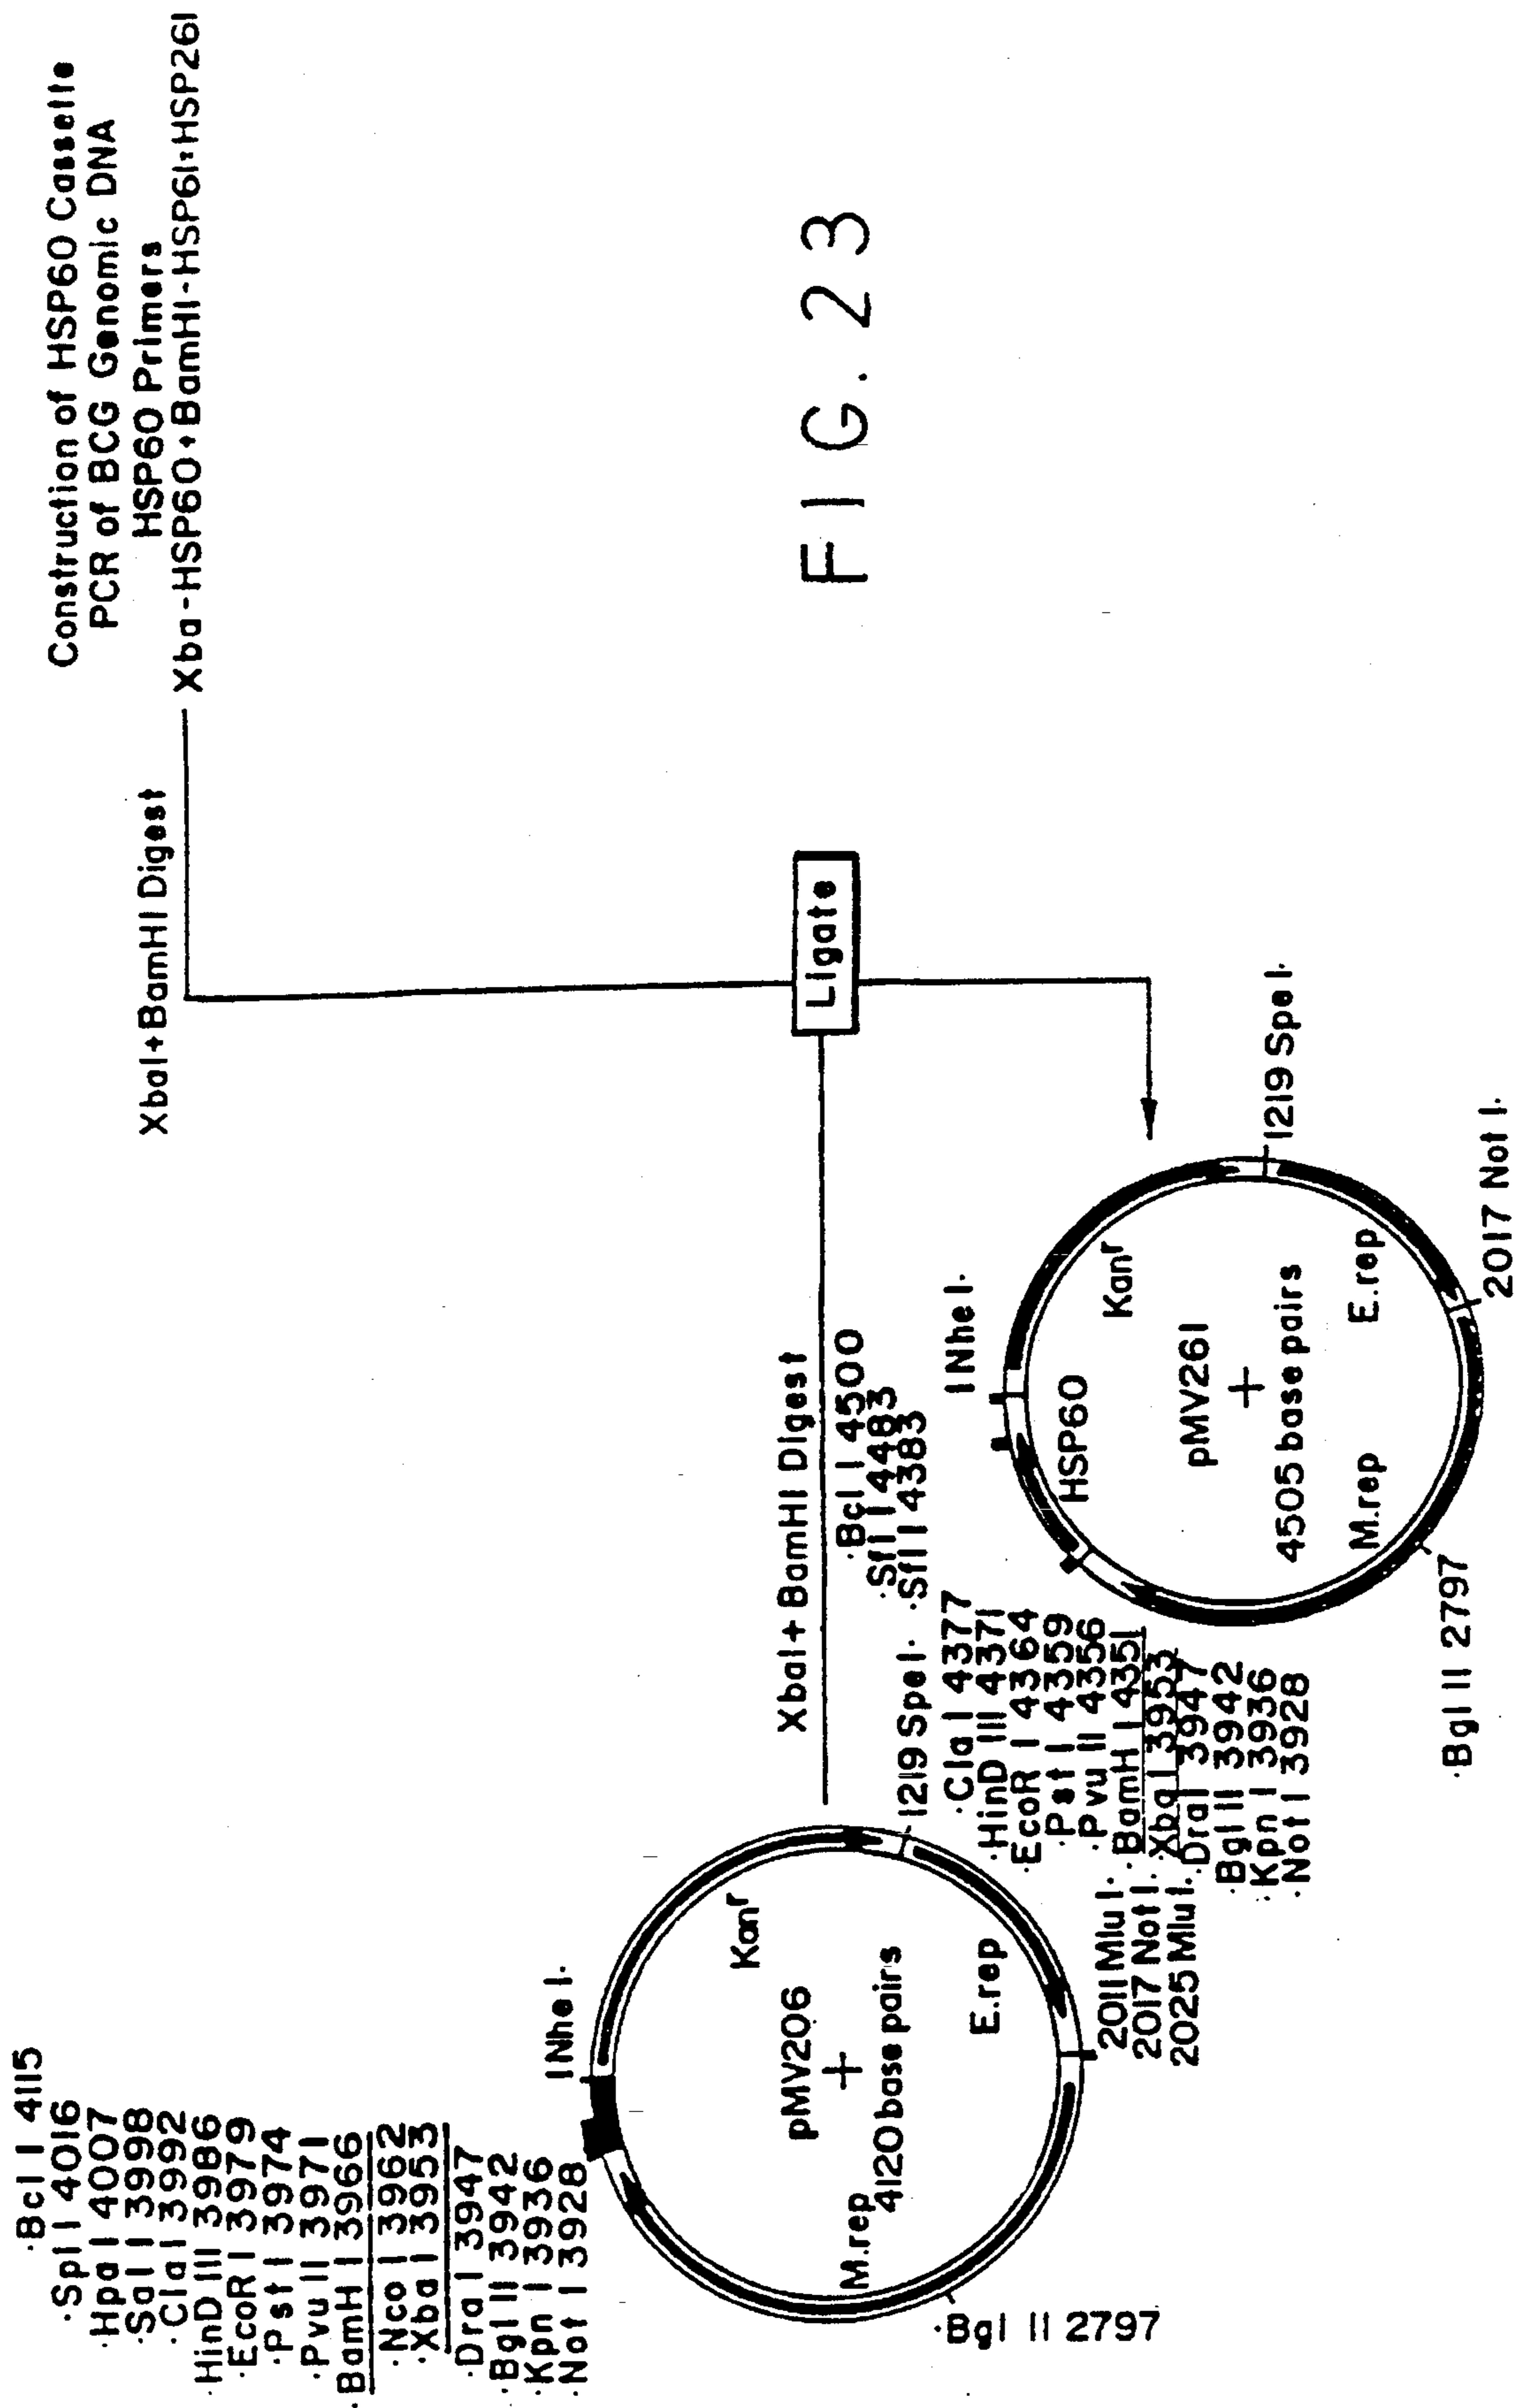 Construction of HSP60 Cassette
PCR of BCG Genomic DNA
HSP60 Primers
Xba-HSP60+BamHI-HSP61+HSP261
XbaI+BamHI Digest
Ligate
XbaI+BamHI Digest
FIG. 23
·Bcl I 4115
·Spl I 4016
·Hpa I 4007
·Sal I 3998
·Cla I 3992
·HinD III 3986
·EcoR I 3979
·Pst I 3974
·Pvu II 3971
·BamH I 3966
·Nco I 3962
·Xba I 3953
·Dra I 3947
·Bgl II 3942
·Kpn I 3936
·Not I 3928
1 Nhe I·
Kanʳ
pMV206
+
4120 base pairs
M.rep
E.rep
1219 Spe I·
2011 Mlu I·
2017 Not I·
2025 Mlu I·
·Bgl II 2797
·Bcl I 4500
·Sfi I 4483
·Sfi I 4383
·Cla I 4377
·HinD III 4371
·EcoR I 4364
·Pst I 4359
·Pvu II 4356
·BamH I 4351
·Xba I 3953
·Dra I 3947
·Bgl II 3942
·Kpn I 3936
·Not I 3928
1 Nhe I·
HSP60
Kanʳ
pMV261
+
4505 base pairs
M.rep
E.rep
1219 Spe I·
2017 Not I·
·Bgl II 2797